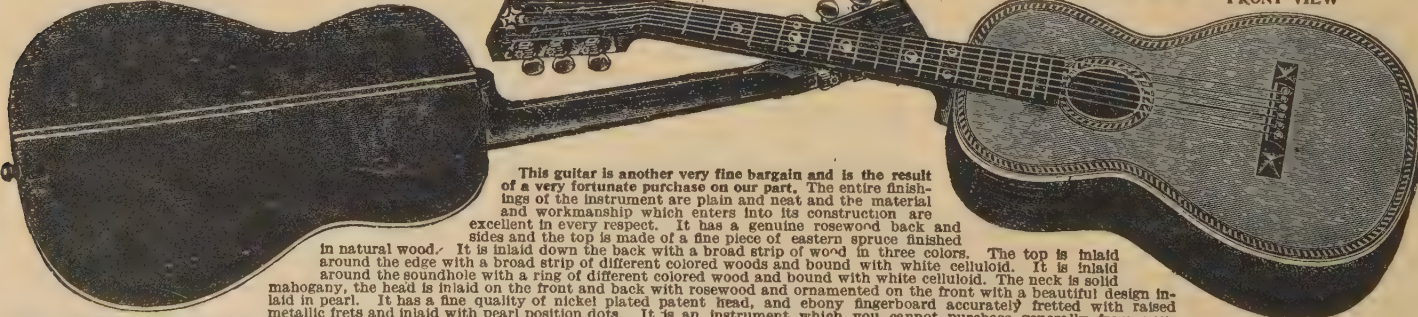 FRONT VIEW
This guitar is another very fine bargain and is the result
of a very fortunate purchase on our part. The entire finish-
ings of the instrument are plain and neat and the material
and workmanship which enters into its construction are
excellent in every respect. It has a genuine rosewood back and
sides and the top is made of a fine piece of eastern spruce finished
in natural wood. It is inlaid down the back with a broad strip of wood in three colors. The top is inlaid
around the edge with a broad strip of different colored woods and bound with white celluloid. It is inlaid
around the soundhole with a ring of different colored wood and bound with white celluloid. The neck is solid
mahogany, the head is inlaid on the front and back with rosewood and ornamented on the front with a beautiful design in-
laid in pearl. It has a fine quality of nickel plated patent head, and ebony fingerboard accurately fretted with raised
metallic frets and inlaid with pearl position dots. It is an instrument which you cannot purchase generally